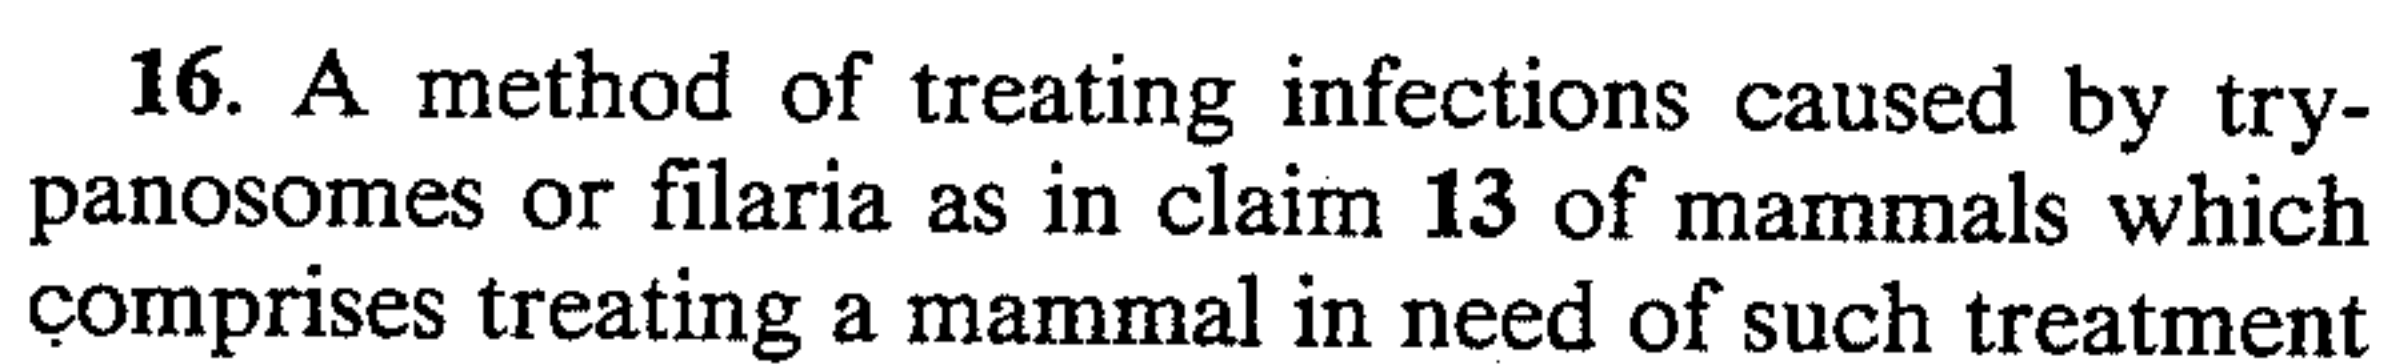 16. A method of treating infections caused by try-
panosomes or filaria as in claim 13 of mammals which
comprises treating a mammal in need of such treatment